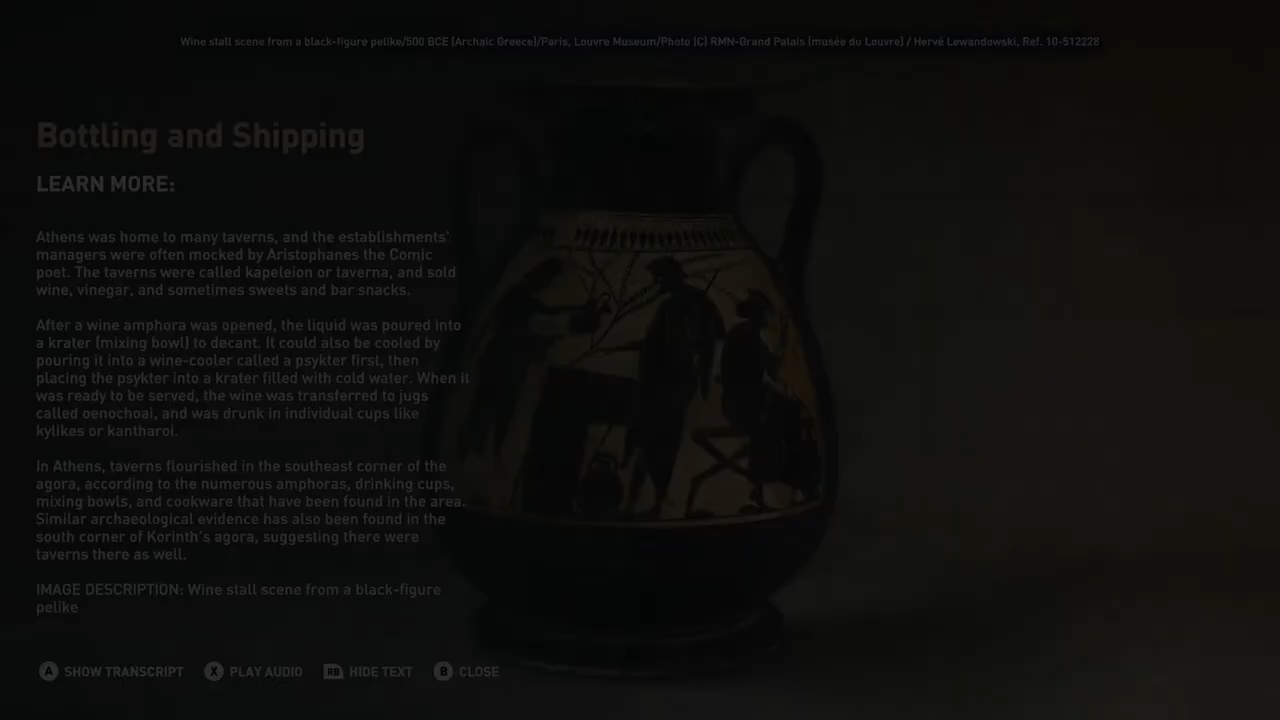 Wine stall scene from a black-figure pelike/500 BCE (Archaic Greece)/Paris, Louvre Museum/Photo (C) RMN-Grand Palais (musée du Louvre) / Hervé Lewandowski, Ref. 10-512228
Bottling and Shipping
LEARN MORE:
Athens was home to many taverns, and the establishments'
managers were often mocked by Aristophanes the Comic
poet. The taverns were called kapeleion or taverna, and sold
wine, vinegar, and sometimes sweets and bar snacks.
After a wine amphora was opened, the liquid was poured into
a krater (mixing bowl) to decant. It could also be cooled by
pouring it into a wine-cooler called a psykter first, then
placing the psykter into a krater filled with cold water. When it
was ready to be served, the wine was transferred to jugs
called oenochoai, and was drunk in individual cups like
kylikes or kantharol.
In Athens, taverns flourished in the southeast corner of the
agora, according to the numerous amphoras, drinking cups,
mixing bowls, and cookware that have been found in the area.
Similar archaeological evidence has also been found in the
south corner of Korinth's agora, suggesting there were
taverns there as well.
IMAGE DESCRIPTION: Wine stall scene from a black-figure
pelike
A SHOW TRANSCRIPT X PLAY AUDIO RB HIDE TEXT B CLOSE